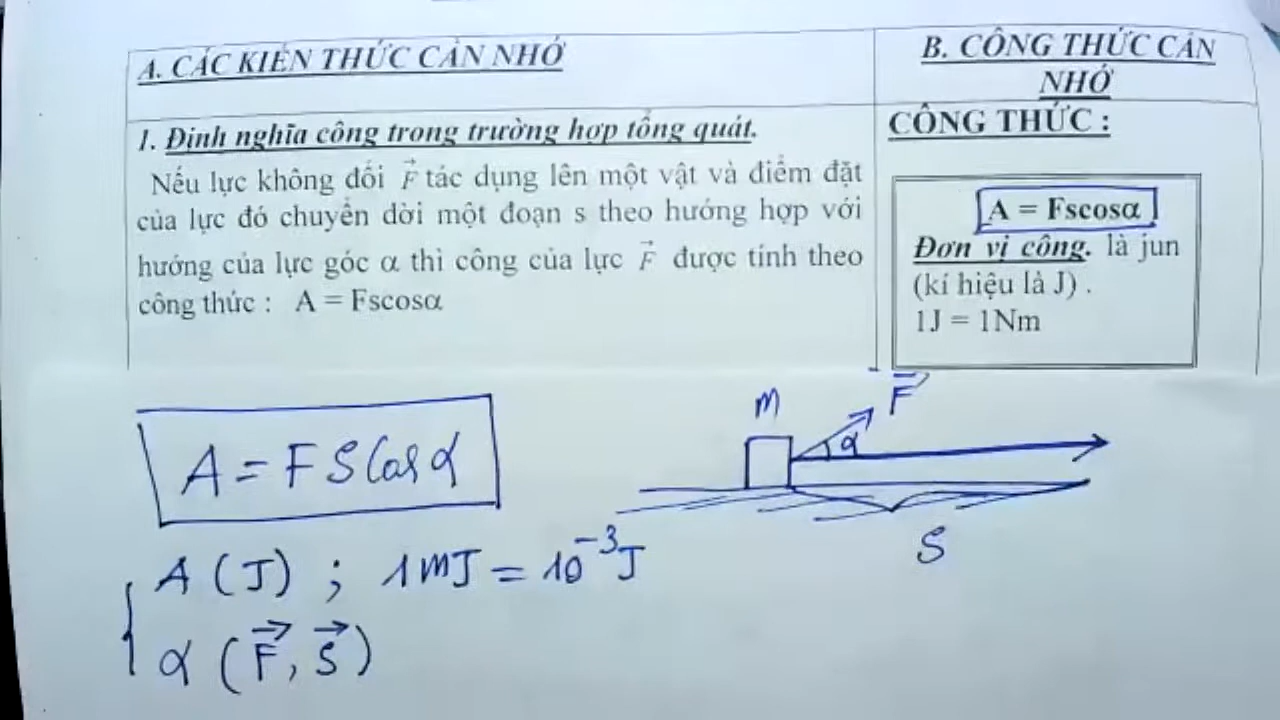 A. CÁC KIẾN THỨC CẦN NHỚ
B. CÔNG THỨC CẦN
NHỚ
1. Định nghĩa công trong trường hợp tổng quát.
Nếu lực không đổi F⃗ tác dụng lên một vật và điểm đặt
của lực đó chuyển dời một đoạn s theo hướng hợp với
hướng của lực góc α thì công của lực F⃗ được tính theo
công thức : A = Fscosα
CÔNG THỨC :
A = Fscosα
Đơn vị công. là jun
(kí hiệu là J) .
1J = 1Nm
A = F S Cos α
m
F⃗
α
S
A (J) ; 1mJ = 10⁻³J
α (F⃗, S⃗)